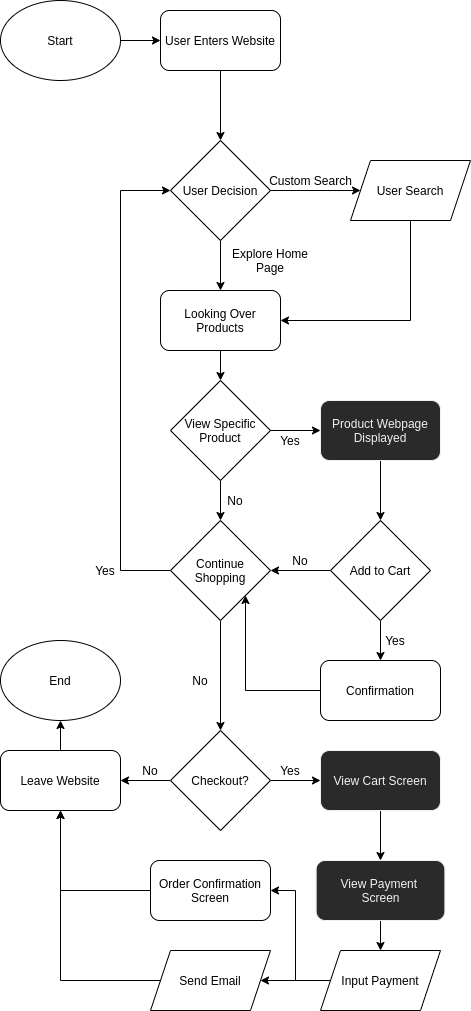 Start
User Enters Website
User Decision
Custom Search
User Search
Explore Home
Page
Looking Over
Products
View Specific
Product
Yes
Product Webpage
Displayed
No
Continue
Shopping
No
Add to Cart
Yes
Yes
Confirmation
No
End
Leave Website
No
Checkout?
Yes
View Cart Screen
Order Confirmation
Screen
View Payment
Screen
Send Email
Input Payment